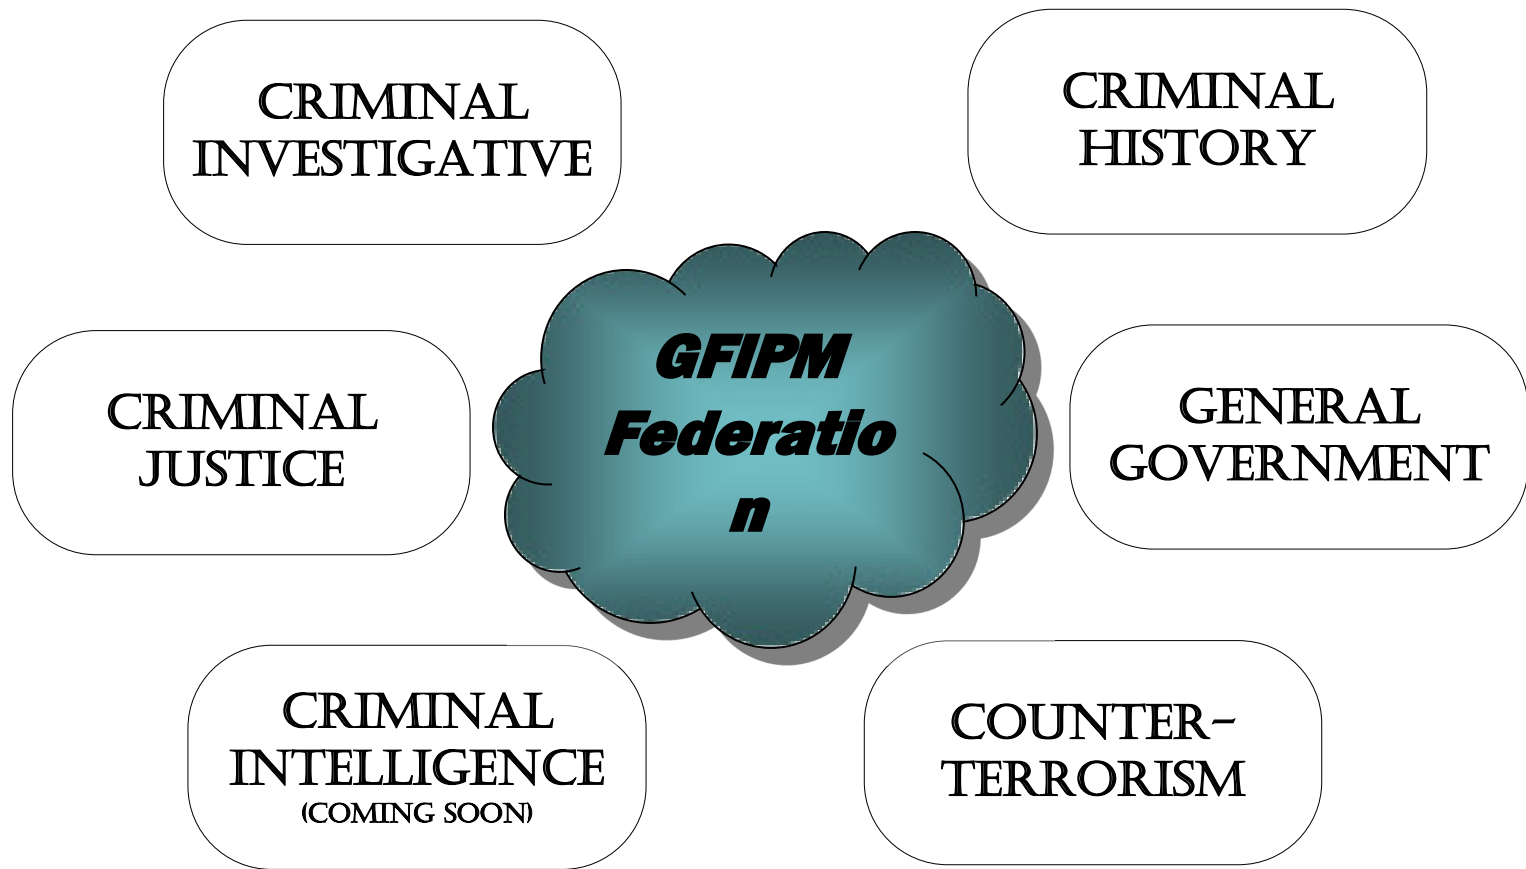 CRIMINAL
INVESTIGATIVE
CRIMINAL
HISTORY
GFIPM
Federatio
n
CRIMINAL
JUSTICE
GENERAL
GOVERNMENT
CRIMINAL
INTELLIGENCE
(COMING SOON)
COUNTER-
TERRORISM